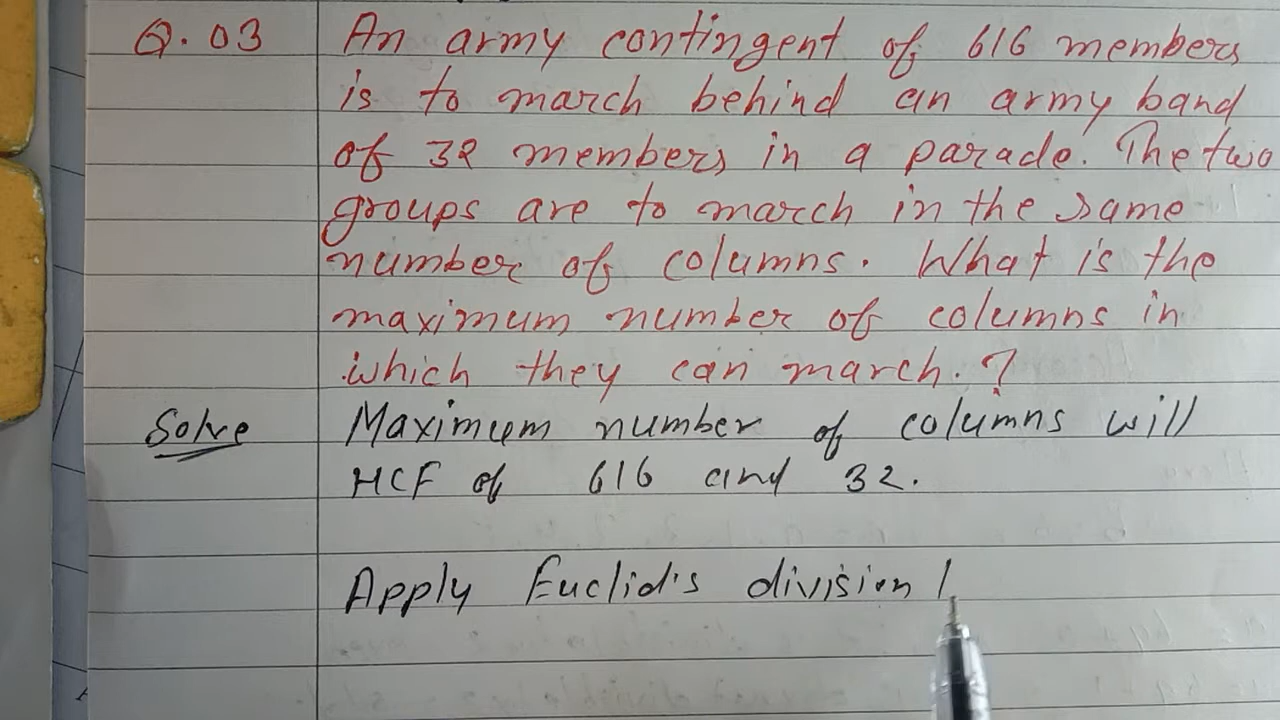 Q.03 An army contingent of 616 members
is to march behind an army band
of 32 members in a parade. The two
groups are to march in the same
number of columns. What is the
maximum number of columns in
which they can march.?
Solve Maximum number of columns will
HCF of 616 and 32.
Apply Euclid's division l